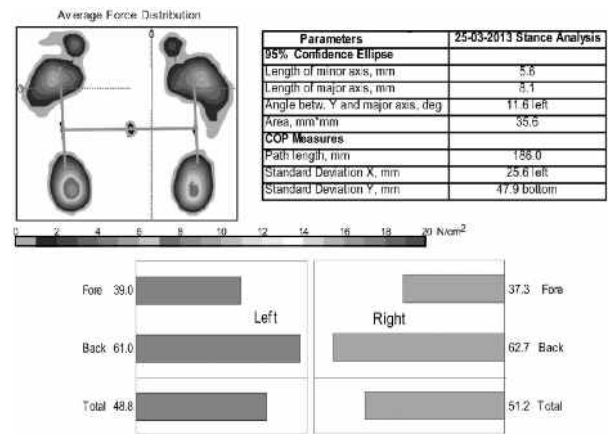 Average Force Distribution
0
Parameters 25-03-2013 Stance Analysis
95% Confidence Ellipse
Length of minor axis, mm 5.6
Length of major axis, mm 8.1
Angle betw. Y and major axis, deg 11.6 left
Area, mm*mm 35.6
COP Measures
Path length, mm 186.0
Standard Deviation X, mm 25.6 left
Standard Deviation Y, mm 47.9 bottom
0 2 4 6 8 10 12 14 16 18 20 N/cm²
Fore 39.0 37.3 Fore
Left Right
Back 61.0 62.7 Back
Total 48.8 51.2 Total